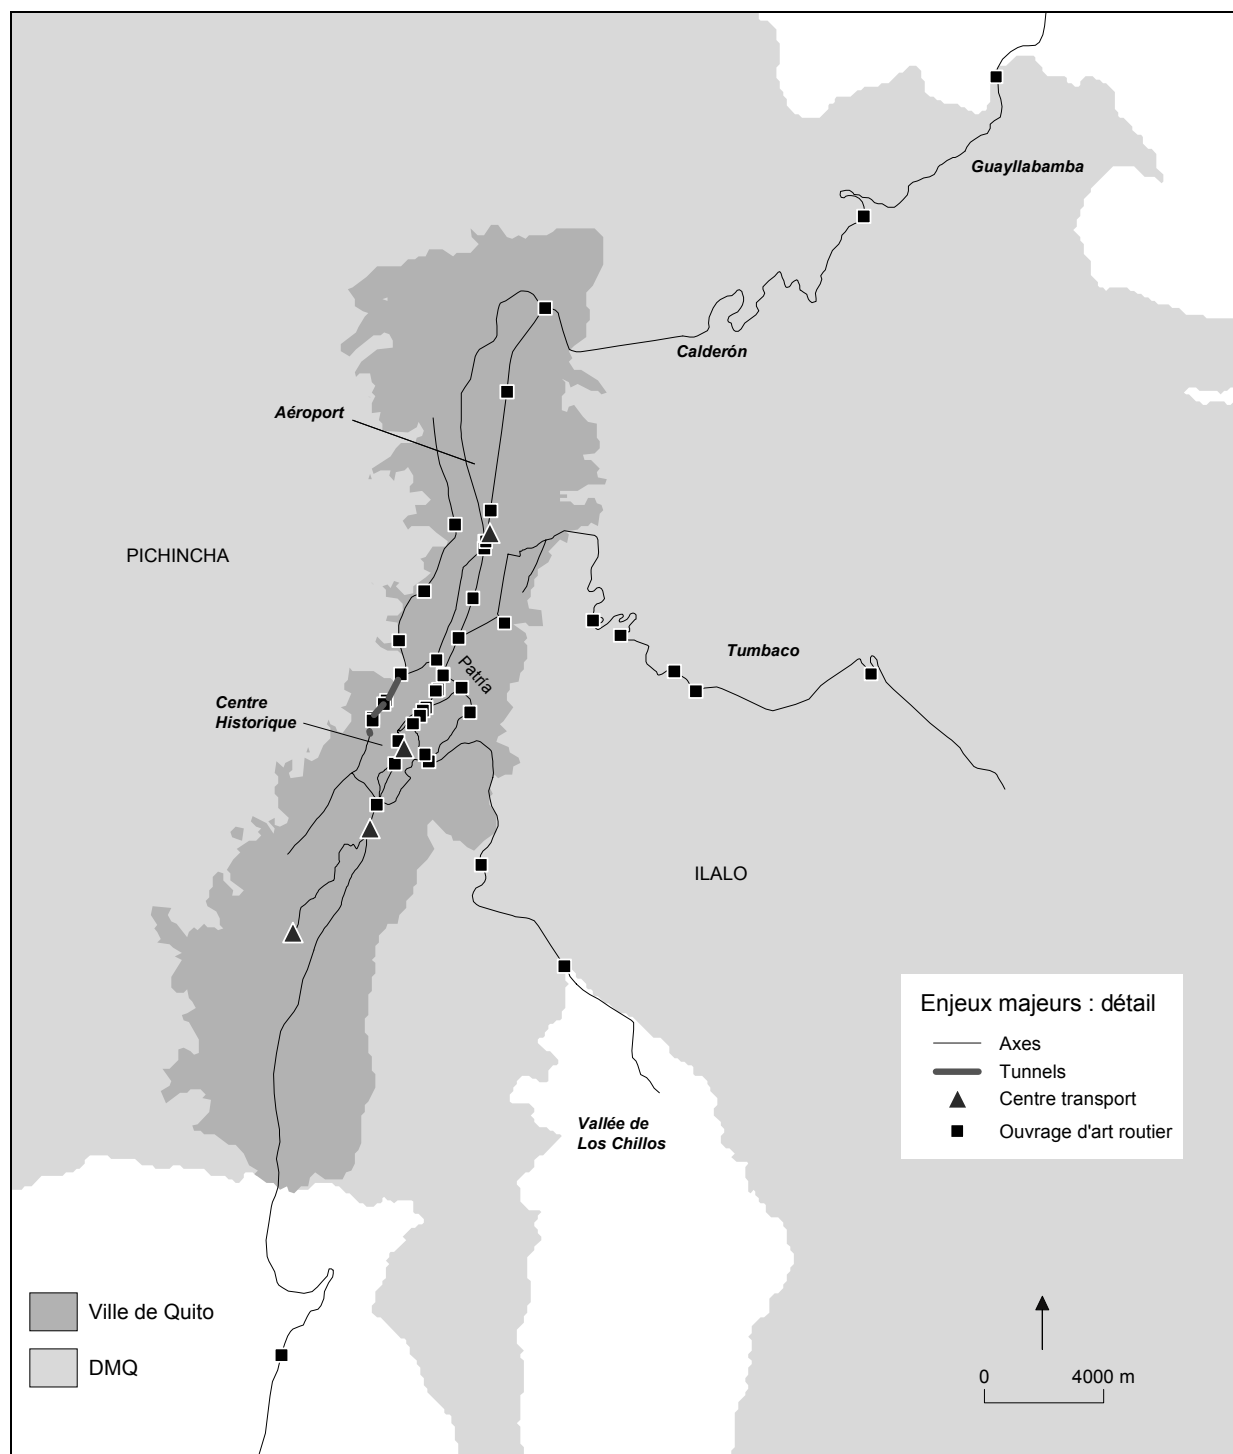 Guayllabamba
Calderón
Aéroport
PICHINCHA
Tumbaco
Patría
Centre
Historique
ILALO
Enjeux majeurs : détail
Axes
Tunnels
Centre transport
Ouvrage d'art routier
Vallée de
Los Chillos
Ville de Quito
DMQ
0 4000 m